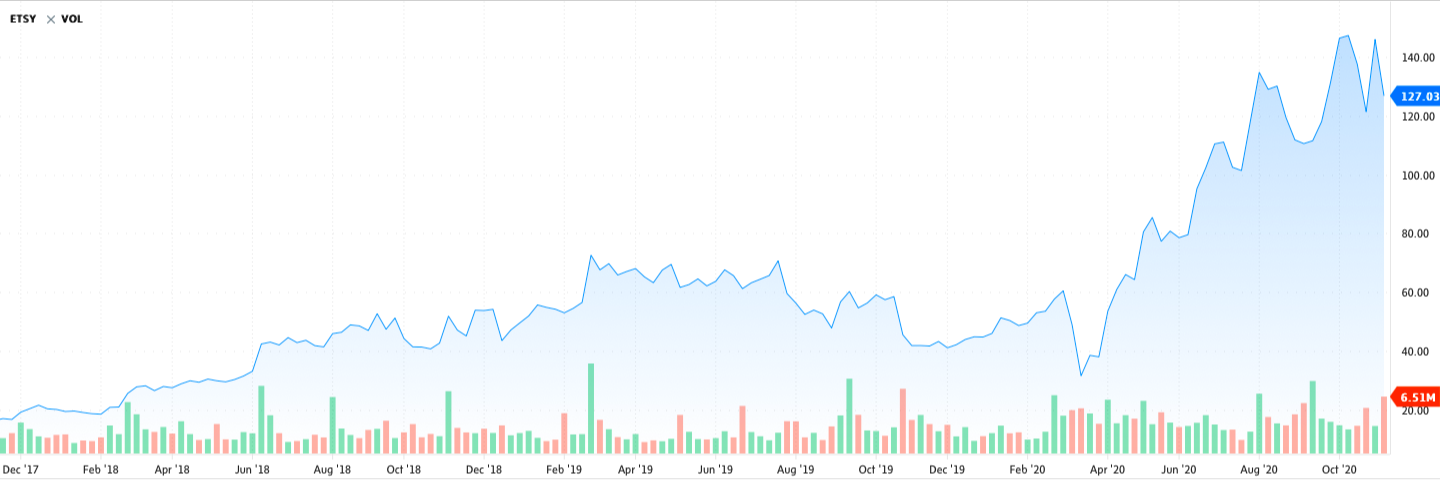 ETSY × VOL
140.00
127.03
120.00
100.00
80.00
60.00
40.00
6.51M
20.00
Dec '17 Feb '18 Apr '18 Jun '18 Aug '18 Oct '18 Dec '18 Feb '19 Apr '19 Jun '19 Aug '19 Oct '19 Dec '19 Feb '20 Apr '20 Jun '20 Aug '20 Oct '20